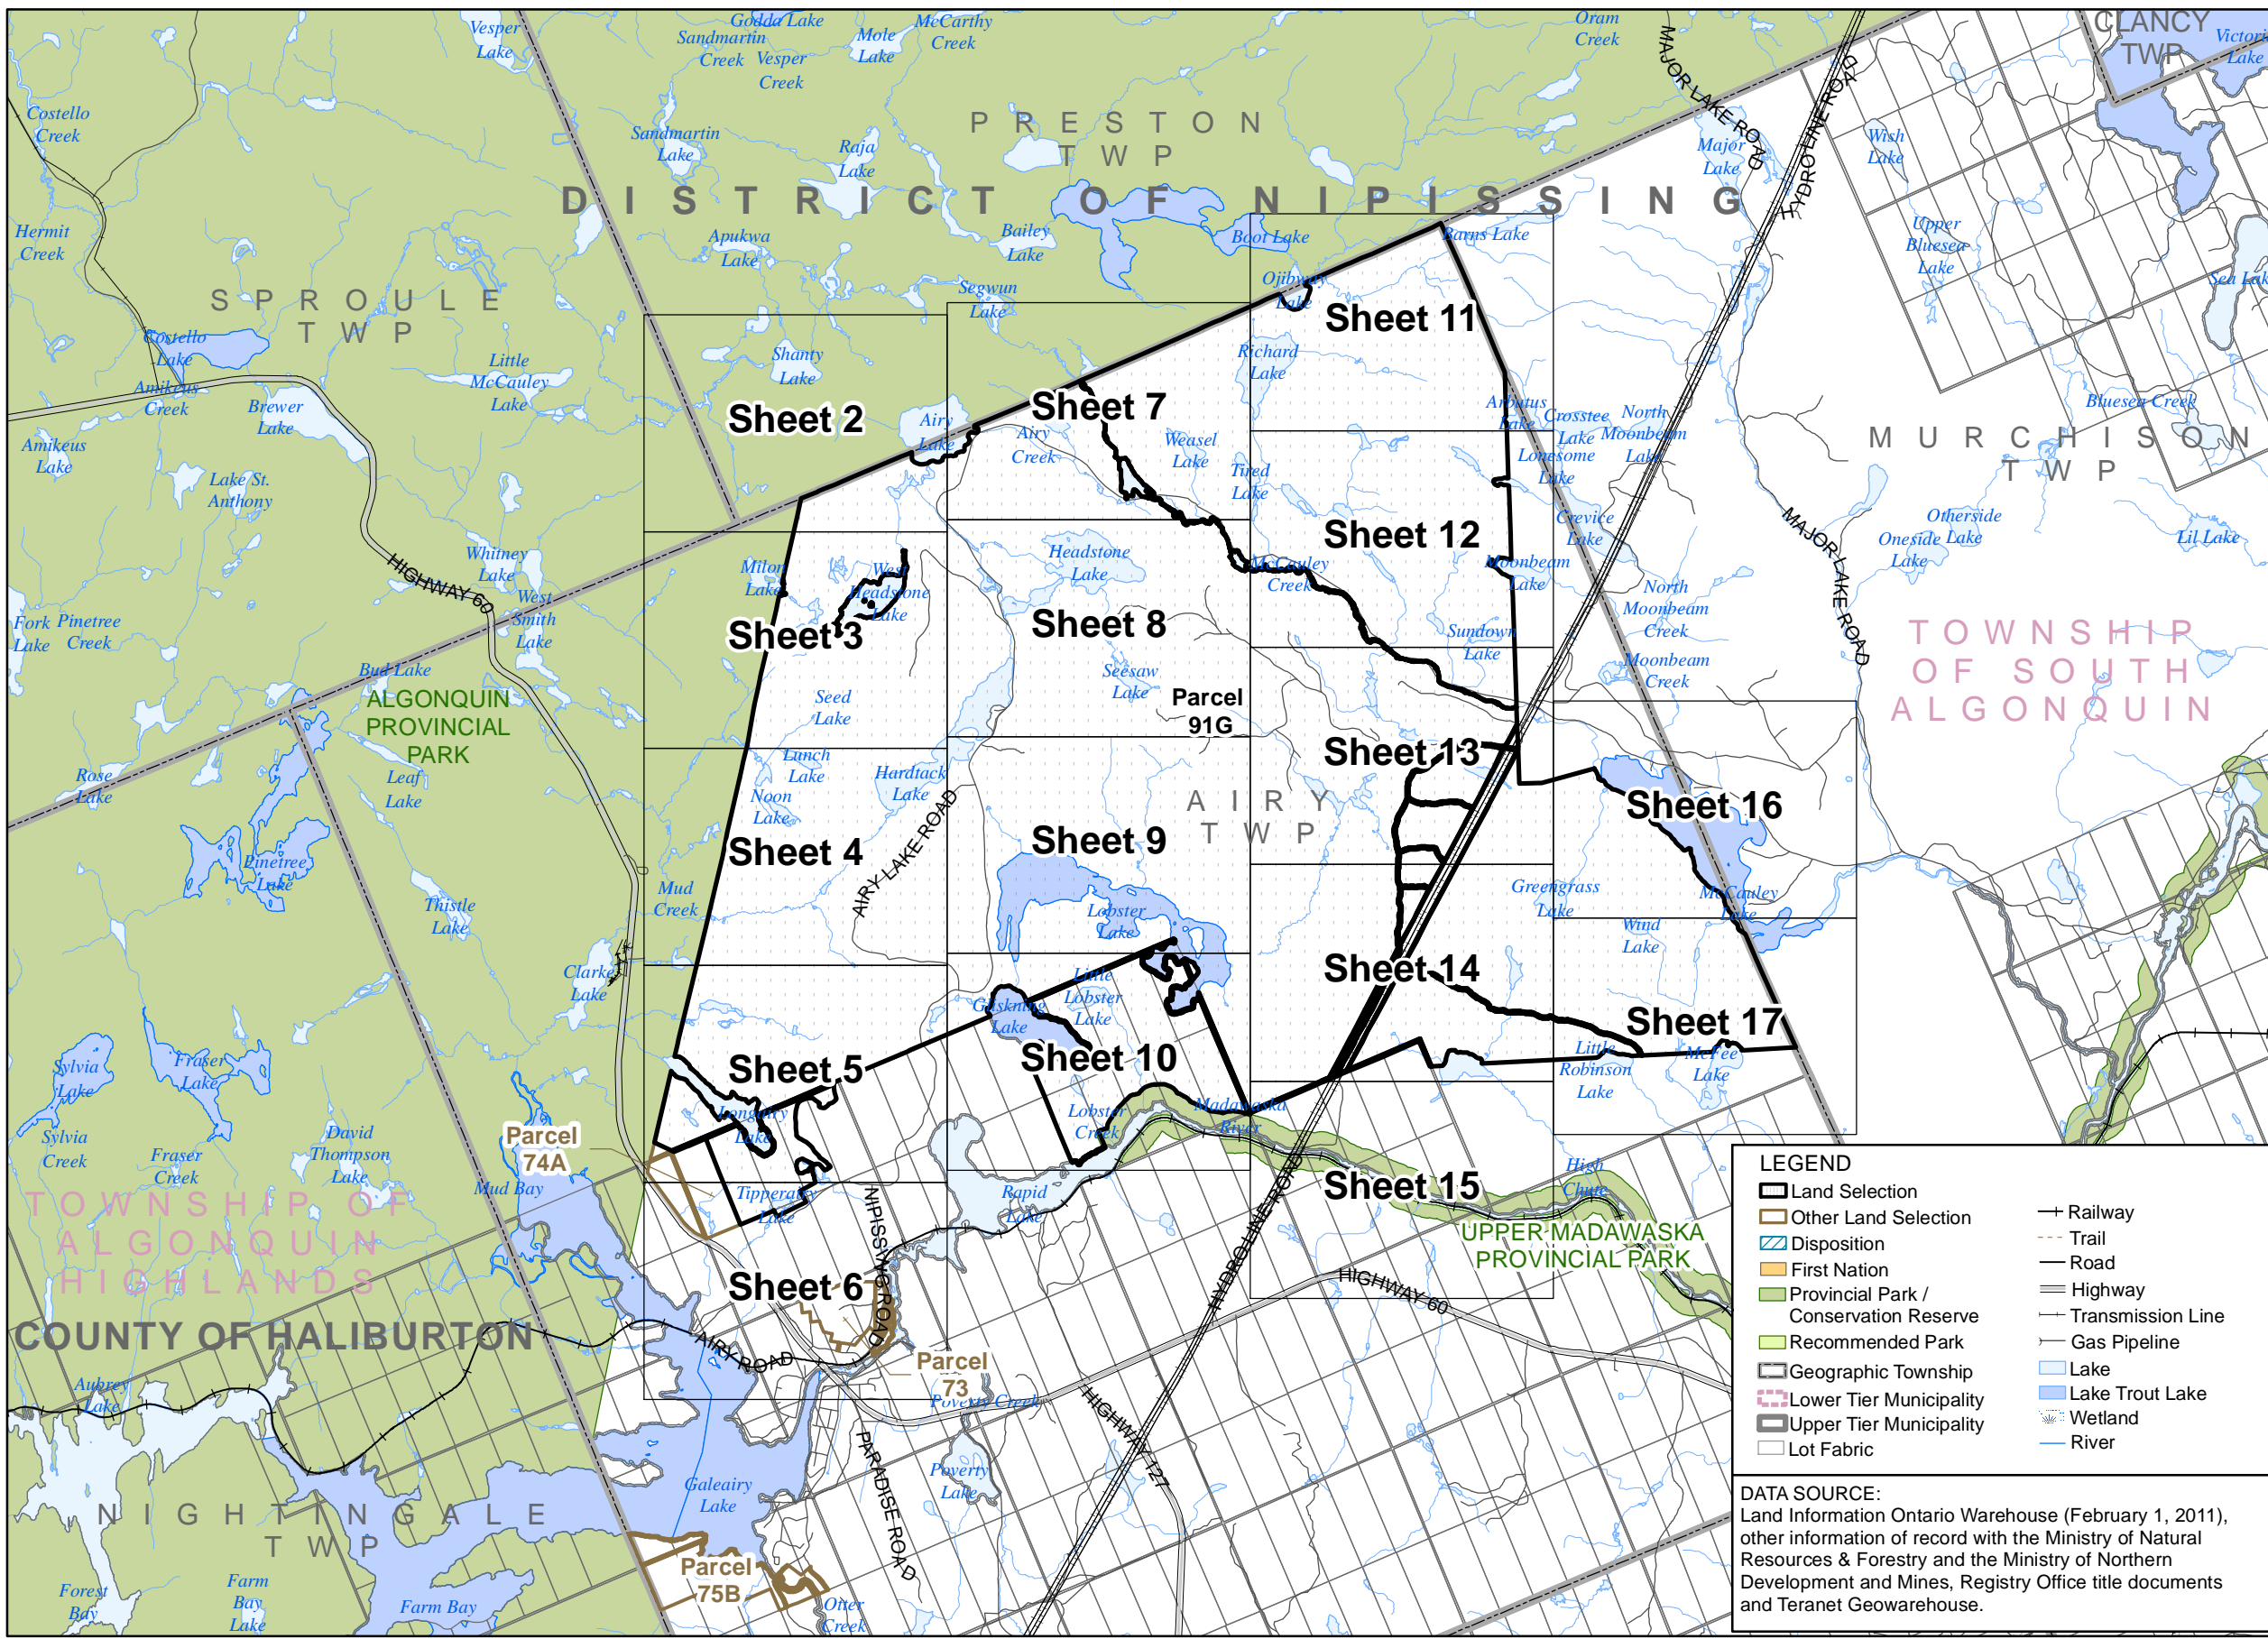 Vesper
Lake
Godda Lake
Sandmartin
Creek
Vesper
Creek
Mole
Lake
McCarthy
Creek
Oram
Creek
MAJOR LAKE ROAD
HYDRO LINE ROAD
CLANCY
TWP
Costello
Creek
Sandmartin
Lake
Raja
Lake
PRESTON
TWP
Major
Lake
Wish
Lake
DISTRICT OF NIPISSING
Hermit
Creek
Apukwa
Lake
Bailey
Lake
Boot Lake
Barns Lake
Upper
Bluesea
Lake
SPROULE
TWP
Segwun
Lake
Ojibway
Lake
Sheet 11
Costello
Lake
Little
McCauley
Lake
Shanty
Lake
Richard
Lake
Amikeus
Creek
Brewer
Lake
Sheet 2
Airy
Lake
Sheet 7
Airy
Creek
Weasel
Lake
Arbutus
Lake
Crosstee
Lake
North
Moonbeam
Lake
Bluesea Creek
MURCHISON
TWP
Amikeus
Lake
Lake St.
Anthony
Tired
Lake
Lonesome
Lake
HIGHWAY 60
Whitney
Lake
Milon
Lake
West
Headstone
Lake
Headstone
Lake
Sheet 12
McCauley
Creek
Moonbeam
Lake
Crevice
Lake
MAJOR LAKE ROAD
Otherside
Lake
Oneside
Lake
Lil Lake
Fork
Lake
Pinetree
Creek
West
Smith
Lake
Sheet 3
Sheet 8
Sundown
Lake
North
Moonbeam
Creek
TOWNSHIP
OF SOUTH
ALGONQUIN
Bud Lake
ALGONQUIN
PROVINCIAL
PARK
Seed
Lake
Seesaw
Lake
Parcel
91G
Moonbeam
Creek
Rose
Lake
Leaf
Lake
Lunch
Lake
Noon
Lake
Hardtack
Lake
Sheet 13
AIRY
TWP
Sheet 16
Sheet 4
AIRY LAKE ROAD
Sheet 9
Pinetree
Lake
Thistle
Lake
Mud
Creek
Lobster
Lake
Greengrass
Lake
McCauley
Lake
Wind
Lake
Clarke
Lake
Little
Lobster
Lake
Sheet 14
Sheet 17
Sylvia
Lake
Fraser
Lake
Sheet 5
Sheet 10
Little
Robinson
Lake
McFee
Lake
Longairy
Lake
Lobster
Creek
Madawaska
River
Sylvia
Creek
Fraser
Creek
David
Thompson
Lake
Parcel
74A
Mud Bay
Tipperary
Lake
Rapid
Lake
Sheet 15
High
Chute
TOWNSHIP OF
ALGONQUIN
HIGHLANDS
NIPISSING ROAD
HYDRO LINE ROAD
UPPER MADAWASKA
PROVINCIAL PARK
Sheet 6
HIGHWAY 60
COUNTY OF HALIBURTON
AIRY ROAD
Parcel
73
Poverty Creek
Aubrey
Lake
HIGHWAY 127
PARADISE ROAD
Galeairy
Lake
Poverty
Lake
NIGHTINGALE
TWP
Parcel
75B
Forest
Bay
Farm
Bay
Lake
Farm Bay
Otter
Creek
LEGEND
Land Selection
Other Land Selection
Disposition
First Nation
Provincial Park /
Conservation Reserve
Recommended Park
Geographic Township
Lower Tier Municipality
Upper Tier Municipality
Lot Fabric
Railway
Trail
Road
Highway
Transmission Line
Gas Pipeline
Lake
Lake Trout Lake
Wetland
River
DATA SOURCE:
Land Information Ontario Warehouse (February 1, 2011),
other information of record with the Ministry of Natural
Resources & Forestry and the Ministry of Northern
Development and Mines, Registry Office title documents
and Teranet Geowarehouse.